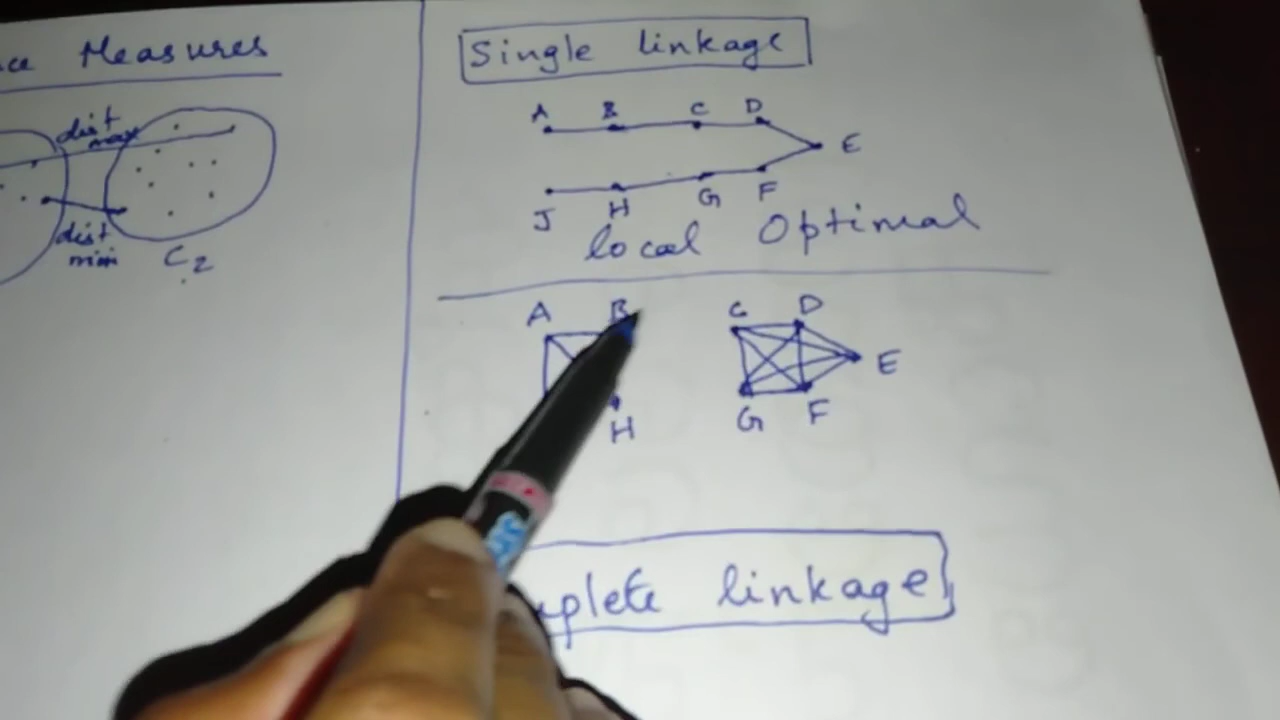 Measures
dist
max
dist
min
C2
Single linkage
A B C D
E
J H G F
local Optimal
A B C D
E
H G F
linkage